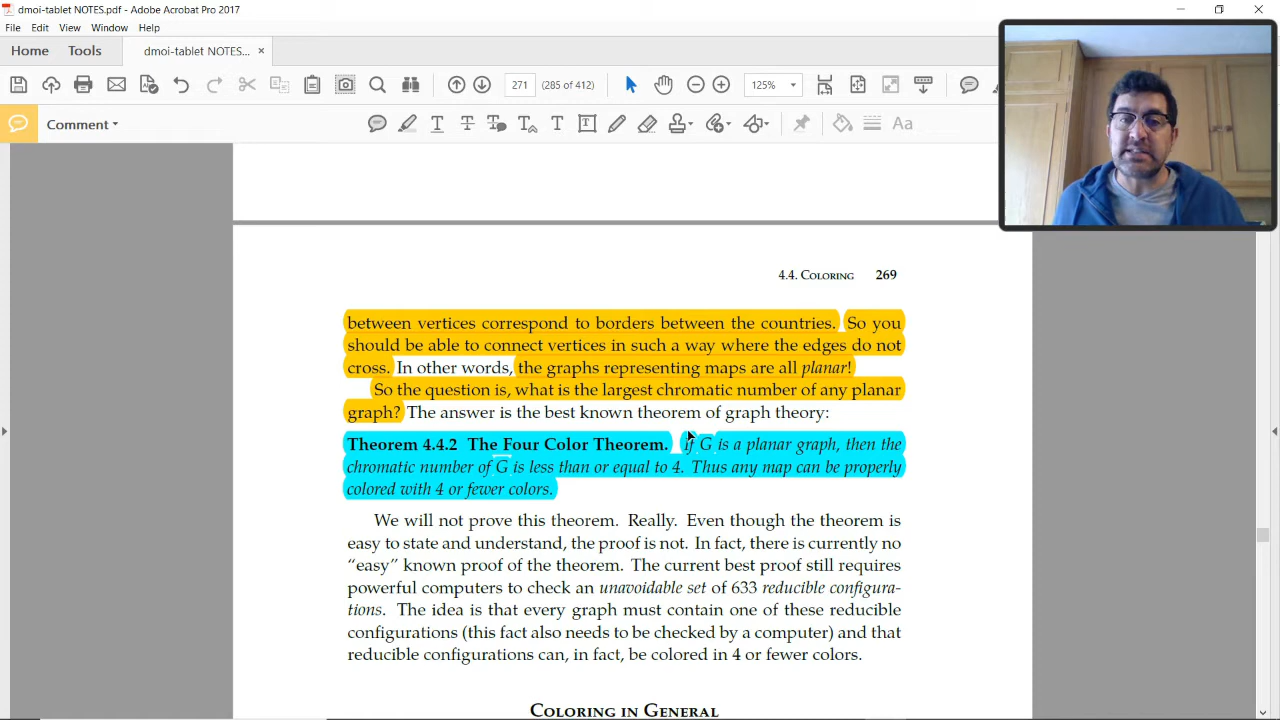 dmoi-tablet NOTES.pdf - Adobe Acrobat Pro 2017
File Edit View Window Help
Home Tools dmoi-tablet NOTES... ×
271 (285 of 412) 125%
Comment
Aa
4.4. Coloring 269
between vertices correspond to borders between the countries. So you
should be able to connect vertices in such a way where the edges do not
cross. In other words, the graphs representing maps are all planar!
So the question is, what is the largest chromatic number of any planar
graph? The answer is the best known theorem of graph theory:
Theorem 4.4.2 The Four Color Theorem. If G is a planar graph, then the
chromatic number of G is less than or equal to 4. Thus any map can be properly
colored with 4 or fewer colors.
We will not prove this theorem. Really. Even though the theorem is
easy to state and understand, the proof is not. In fact, there is currently no
“easy” known proof of the theorem. The current best proof still requires
powerful computers to check an unavoidable set of 633 reducible configura-
tions. The idea is that every graph must contain one of these reducible
configurations (this fact also needs to be checked by a computer) and that
reducible configurations can, in fact, be colored in 4 or fewer colors.
Coloring in General